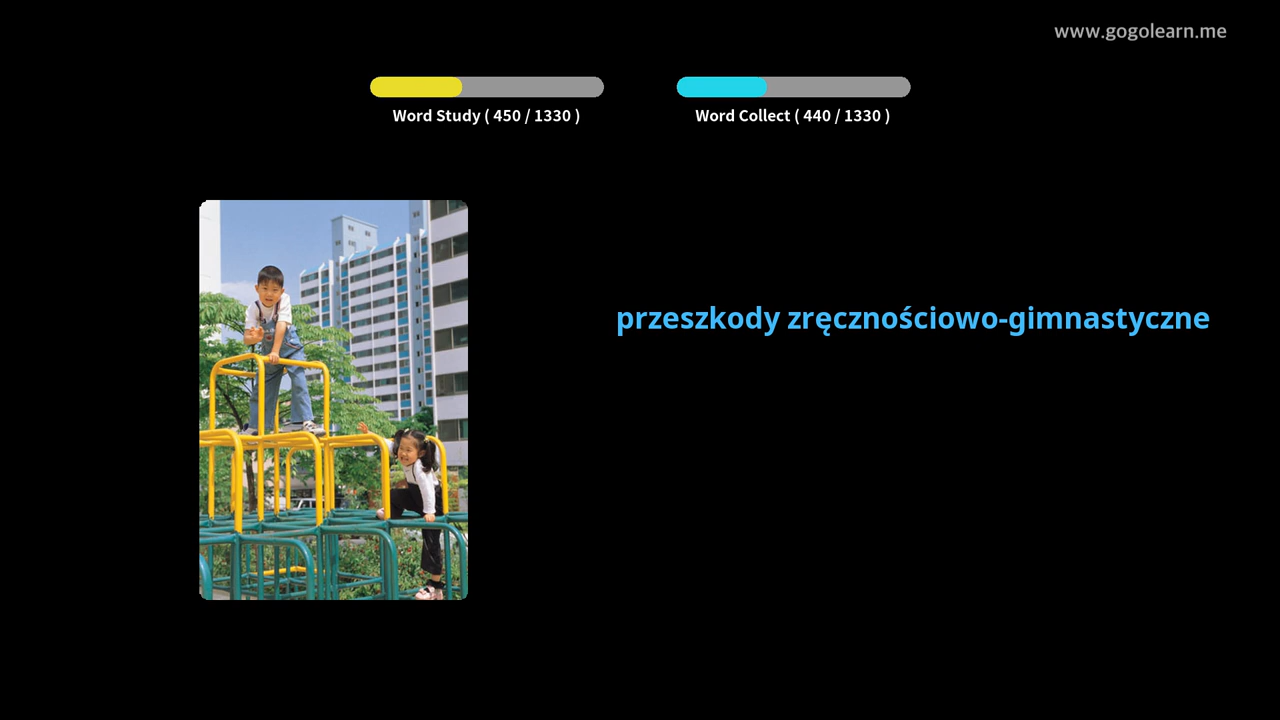 www.gogolearn.me
Word Study ( 450 / 1330 )
Word Collect ( 440 / 1330 )
przeszkody zręcznościowo-gimnastyczne